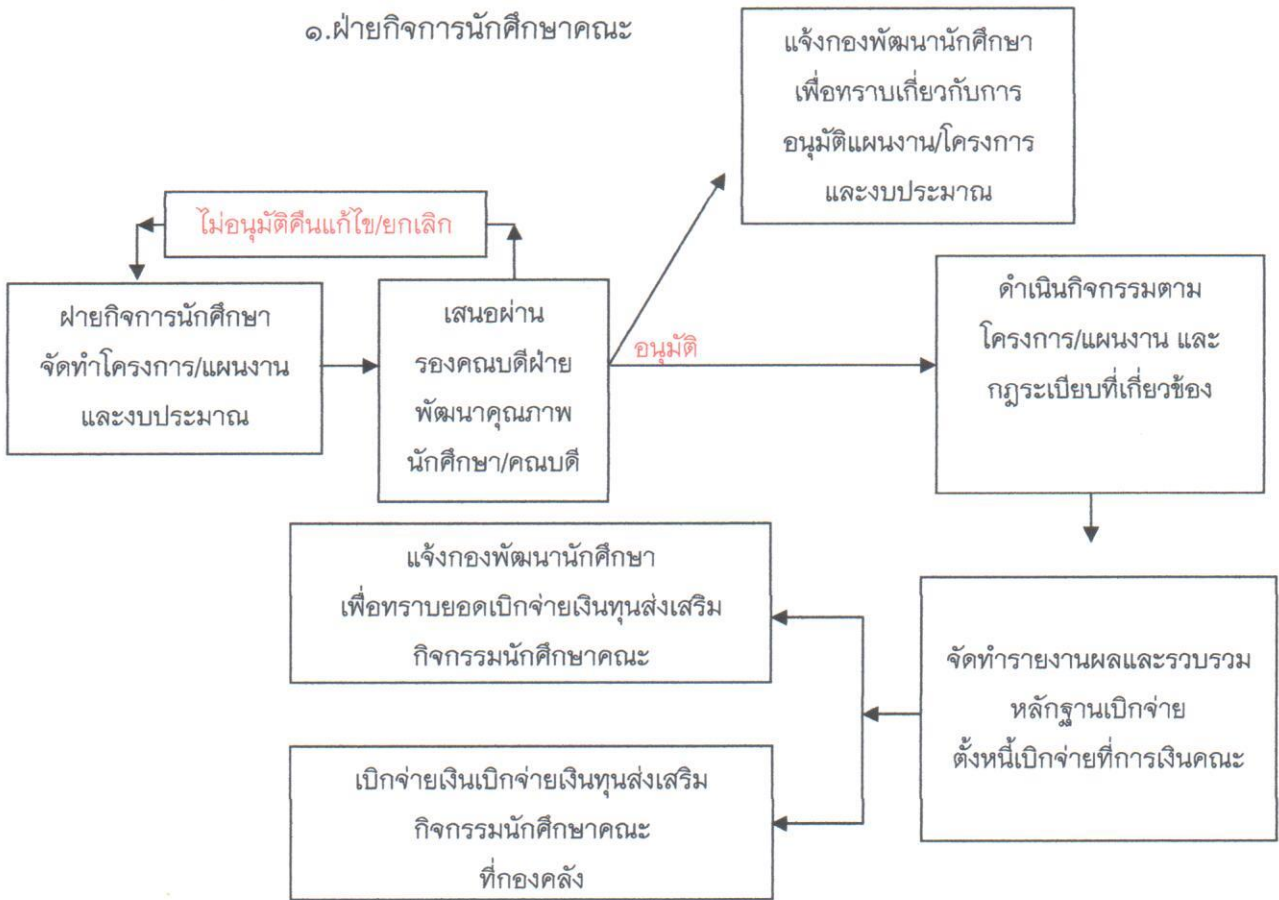 ๑.ฝ่ายกิจการนักศึกษาคณะ
แจ้งกองพัฒนานักศึกษา
เพื่อทราบเกี่ยวกับการ
อนุมัติแผนงาน/โครงการ
และงบประมาณ
ไม่อนุมัติคืนแก้ไข/ยกเลิก
ฝ่ายกิจการนักศึกษา
จัดทำโครงการ/แผนงาน
และงบประมาณ
เสนอผ่าน
รองคณบดีฝ่าย
พัฒนาคุณภาพ
นักศึกษา/คณบดี
อนุมัติ
ดำเนินกิจกรรมตาม
โครงการ/แผนงาน และ
กฎระเบียบที่เกี่ยวข้อง
จัดทำรายงานผลและรวบรวม
หลักฐานเบิกจ่าย
ตั้งหนี้เบิกจ่ายที่การเงินคณะ
แจ้งกองพัฒนานักศึกษา
เพื่อทราบยอดเบิกจ่ายเงินทุนส่งเสริม
กิจกรรมนักศึกษาคณะ
เบิกจ่ายเงินเบิกจ่ายเงินทุนส่งเสริม
กิจกรรมนักศึกษาคณะ
ที่กองคลัง